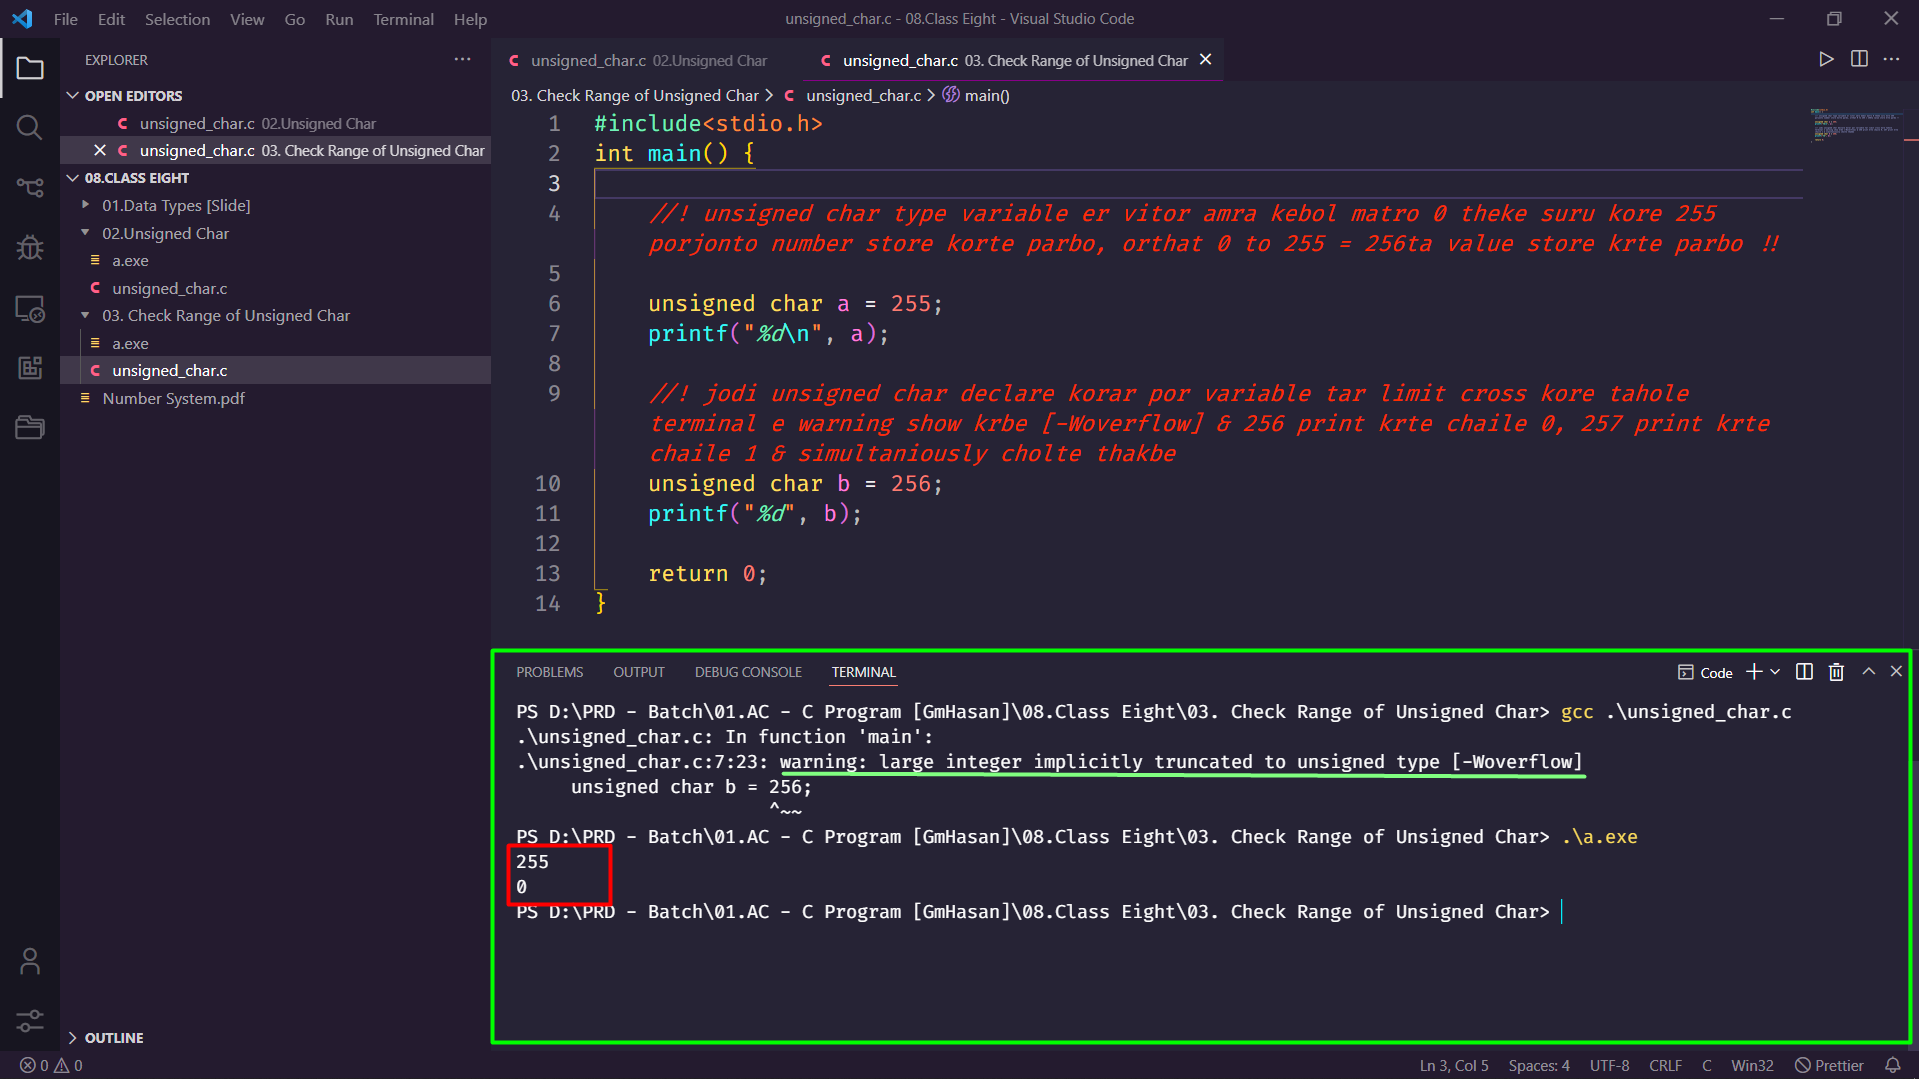 File Edit Selection View Go Run Terminal Help
unsigned_char.c - 08.Class Eight - Visual Studio Code
EXPLORER
OPEN EDITORS
unsigned_char.c 02.Unsigned Char
unsigned_char.c 03. Check Range of Unsigned Char
08.CLASS EIGHT
01.Data Types [Slide]
02.Unsigned Char
a.exe
unsigned_char.c
03. Check Range of Unsigned Char
a.exe
unsigned_char.c
Number System.pdf
OUTLINE
unsigned_char.c 02.Unsigned Char
unsigned_char.c 03. Check Range of Unsigned Char
03. Check Range of Unsigned Char > unsigned_char.c > main()
1 #include<stdio.h>
2 int main() {
3
4 //! unsigned char type variable er vitor amra kebol matro 0 theke suru kore 255
porjonto number store korte parbo, orthat 0 to 255 = 256ta value store krte parbo !!
5
6 unsigned char a = 255;
7 printf("%d\n", a);
8
9 //! jodi unsigned char declare korar por variable tar limit cross kore tahole
terminal e warning show krbe [-Woverflow] & 256 print krte chaile 0, 257 print krte
chaile 1 & simultaniously cholte thakbe
10 unsigned char b = 256;
11 printf("%d", b);
12
13 return 0;
14 }
PROBLEMS OUTPUT DEBUG CONSOLE TERMINAL
Code
PS D:\PRD - Batch\01.AC - C Program [GmHasan]\08.Class Eight\03. Check Range of Unsigned Char> gcc .\unsigned_char.c
.\unsigned_char.c: In function 'main':
.\unsigned_char.c:7:23: warning: large integer implicitly truncated to unsigned type [-Woverflow]
unsigned char b = 256;
^~~
PS D:\PRD - Batch\01.AC - C Program [GmHasan]\08.Class Eight\03. Check Range of Unsigned Char> .\a.exe
255
0
PS D:\PRD - Batch\01.AC - C Program [GmHasan]\08.Class Eight\03. Check Range of Unsigned Char>
0 0
Ln 3, Col 5 Spaces: 4 UTF-8 CRLF C Win32 Prettier